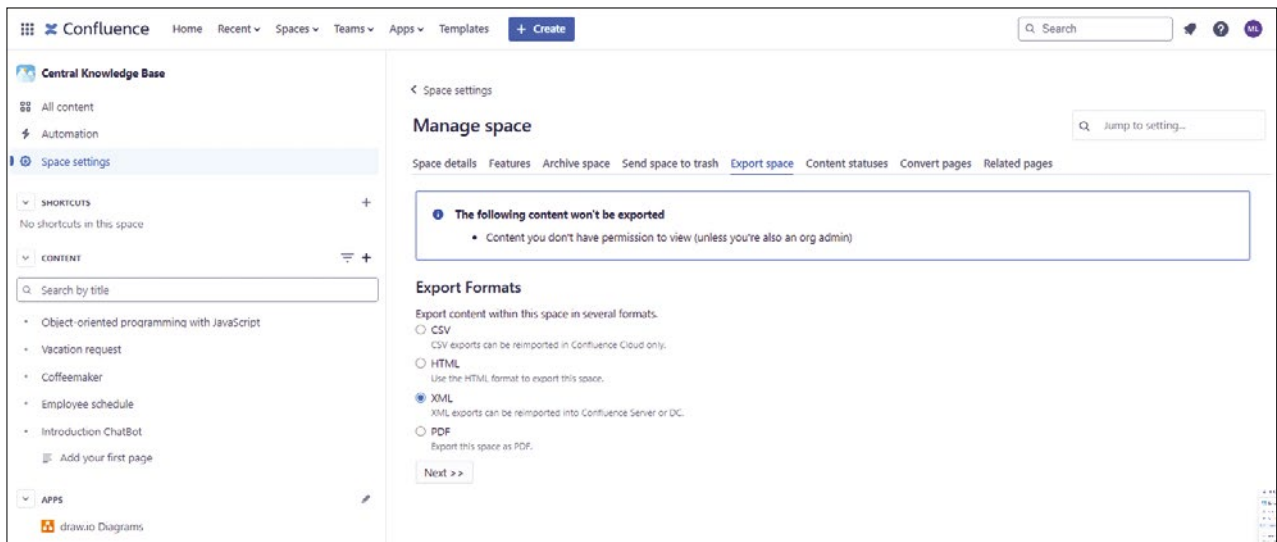 Confluence Home Recent Spaces Teams Apps Templates + Create Search ML
Central Knowledge Base
All content
Automation
Space settings
SHORTCUTS
No shortcuts in this space
CONTENT
Search by title
Object-oriented programming with JavaScript
Vacation request
Coffeemaker
Employee schedule
Introduction ChatBot
Add your first page
APPS
draw.io Diagrams
Space settings
Manage space
Jump to setting...
Space details Features Archive space Send space to trash Export space Content statuses Convert pages Related pages
The following content won't be exported
• Content you don't have permission to view (unless you're also an org admin)
Export Formats
Export content within this space in several formats.
CSV
CSV exports can be reimported in Confluence Cloud only.
HTML
Use the HTML format to export this space.
XML
XML exports can be reimported into Confluence Server or DC.
PDF
Export this space as PDF.
Next >>